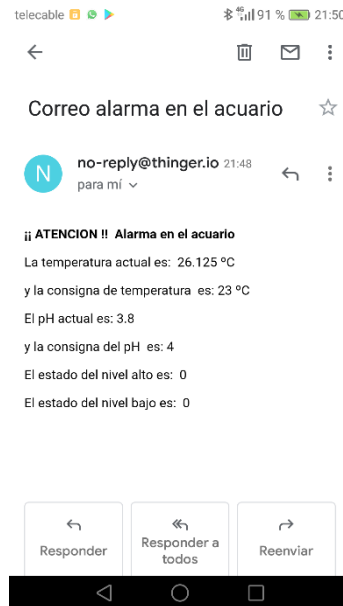 telecable 46 91 % 21:50
Correo alarma en el acuario
N
no-reply@thinger.io 21:48
para mí
¡¡ ATENCION !! Alarma en el acuario
La temperatura actual es: 26.125 ºC
y la consigna de temperatura es: 23 ºC
El pH actual es: 3.8
y la consigna del pH es: 4
El estado del nivel alto es: 0
El estado del nivel bajo es: 0
Responder
Responder a
todos
Reenviar